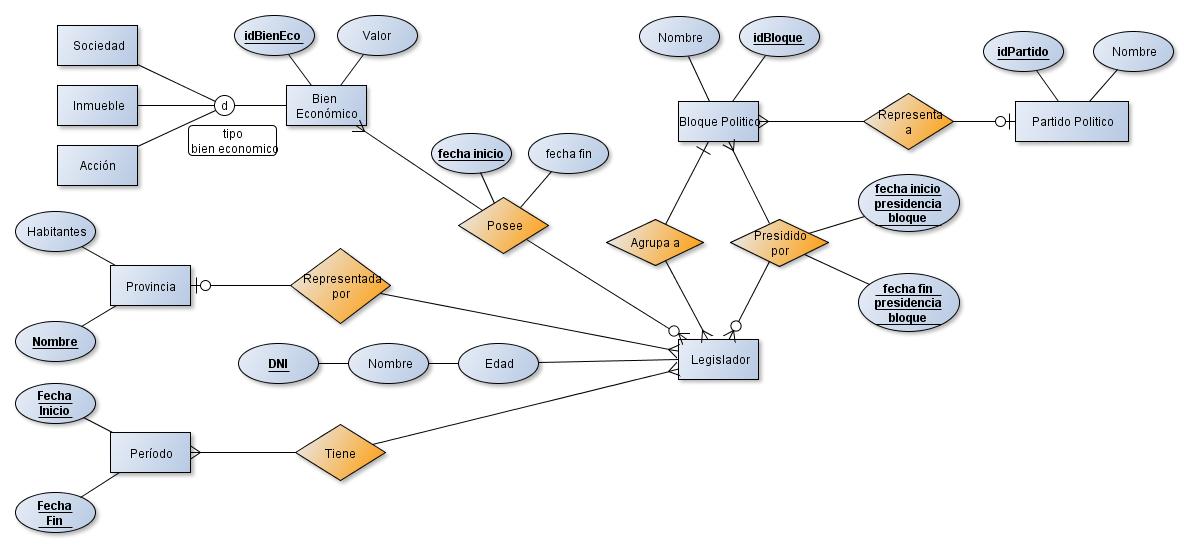 Sociedad
idBienEco
Valor
Nombre
idBloque
idPartido
Nombre
Inmueble
d
Bien
Económico
Bloque Politico
Representa
a
Partido Politico
tipo
bien economico
Acción
fecha inicio
fecha fin
fecha inicio
presidencia
bloque
Habitantes
Posee
Agrupa a
Presidido
por
Provincia
Representada
por
fecha fin
presidencia
bloque
Nombre
DNI
Nombre
Edad
Legislador
Fecha
Inicio
Período
Tiene
Fecha
Fin